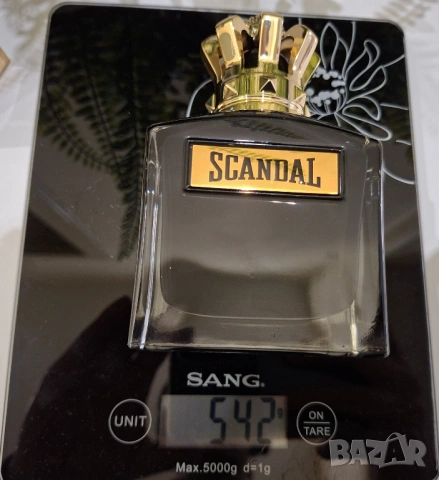 SCANDAL
SANG.
UNIT
542 g
ON
TARE
Max.5000g d=1g
BAZAR